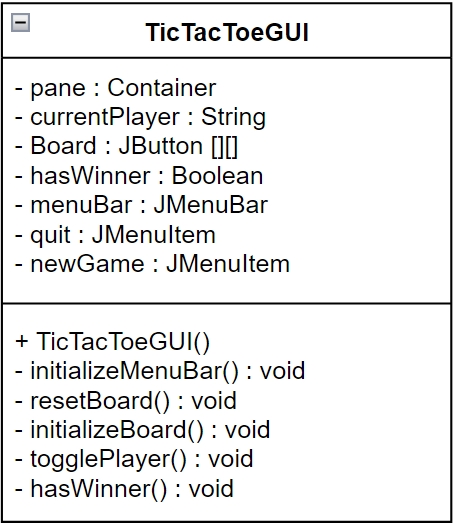 TicTacToeGUI
- pane : Container
- currentPlayer : String
- Board : JButton [][]
- hasWinner : Boolean
- menuBar : JMenuBar
- quit : JMenuItem
- newGame : JMenuItem
+ TicTacToeGUI()
- initializeMenuBar() : void
- resetBoard() : void
- initializeBoard() : void
- togglePlayer() : void
- hasWinner() : void